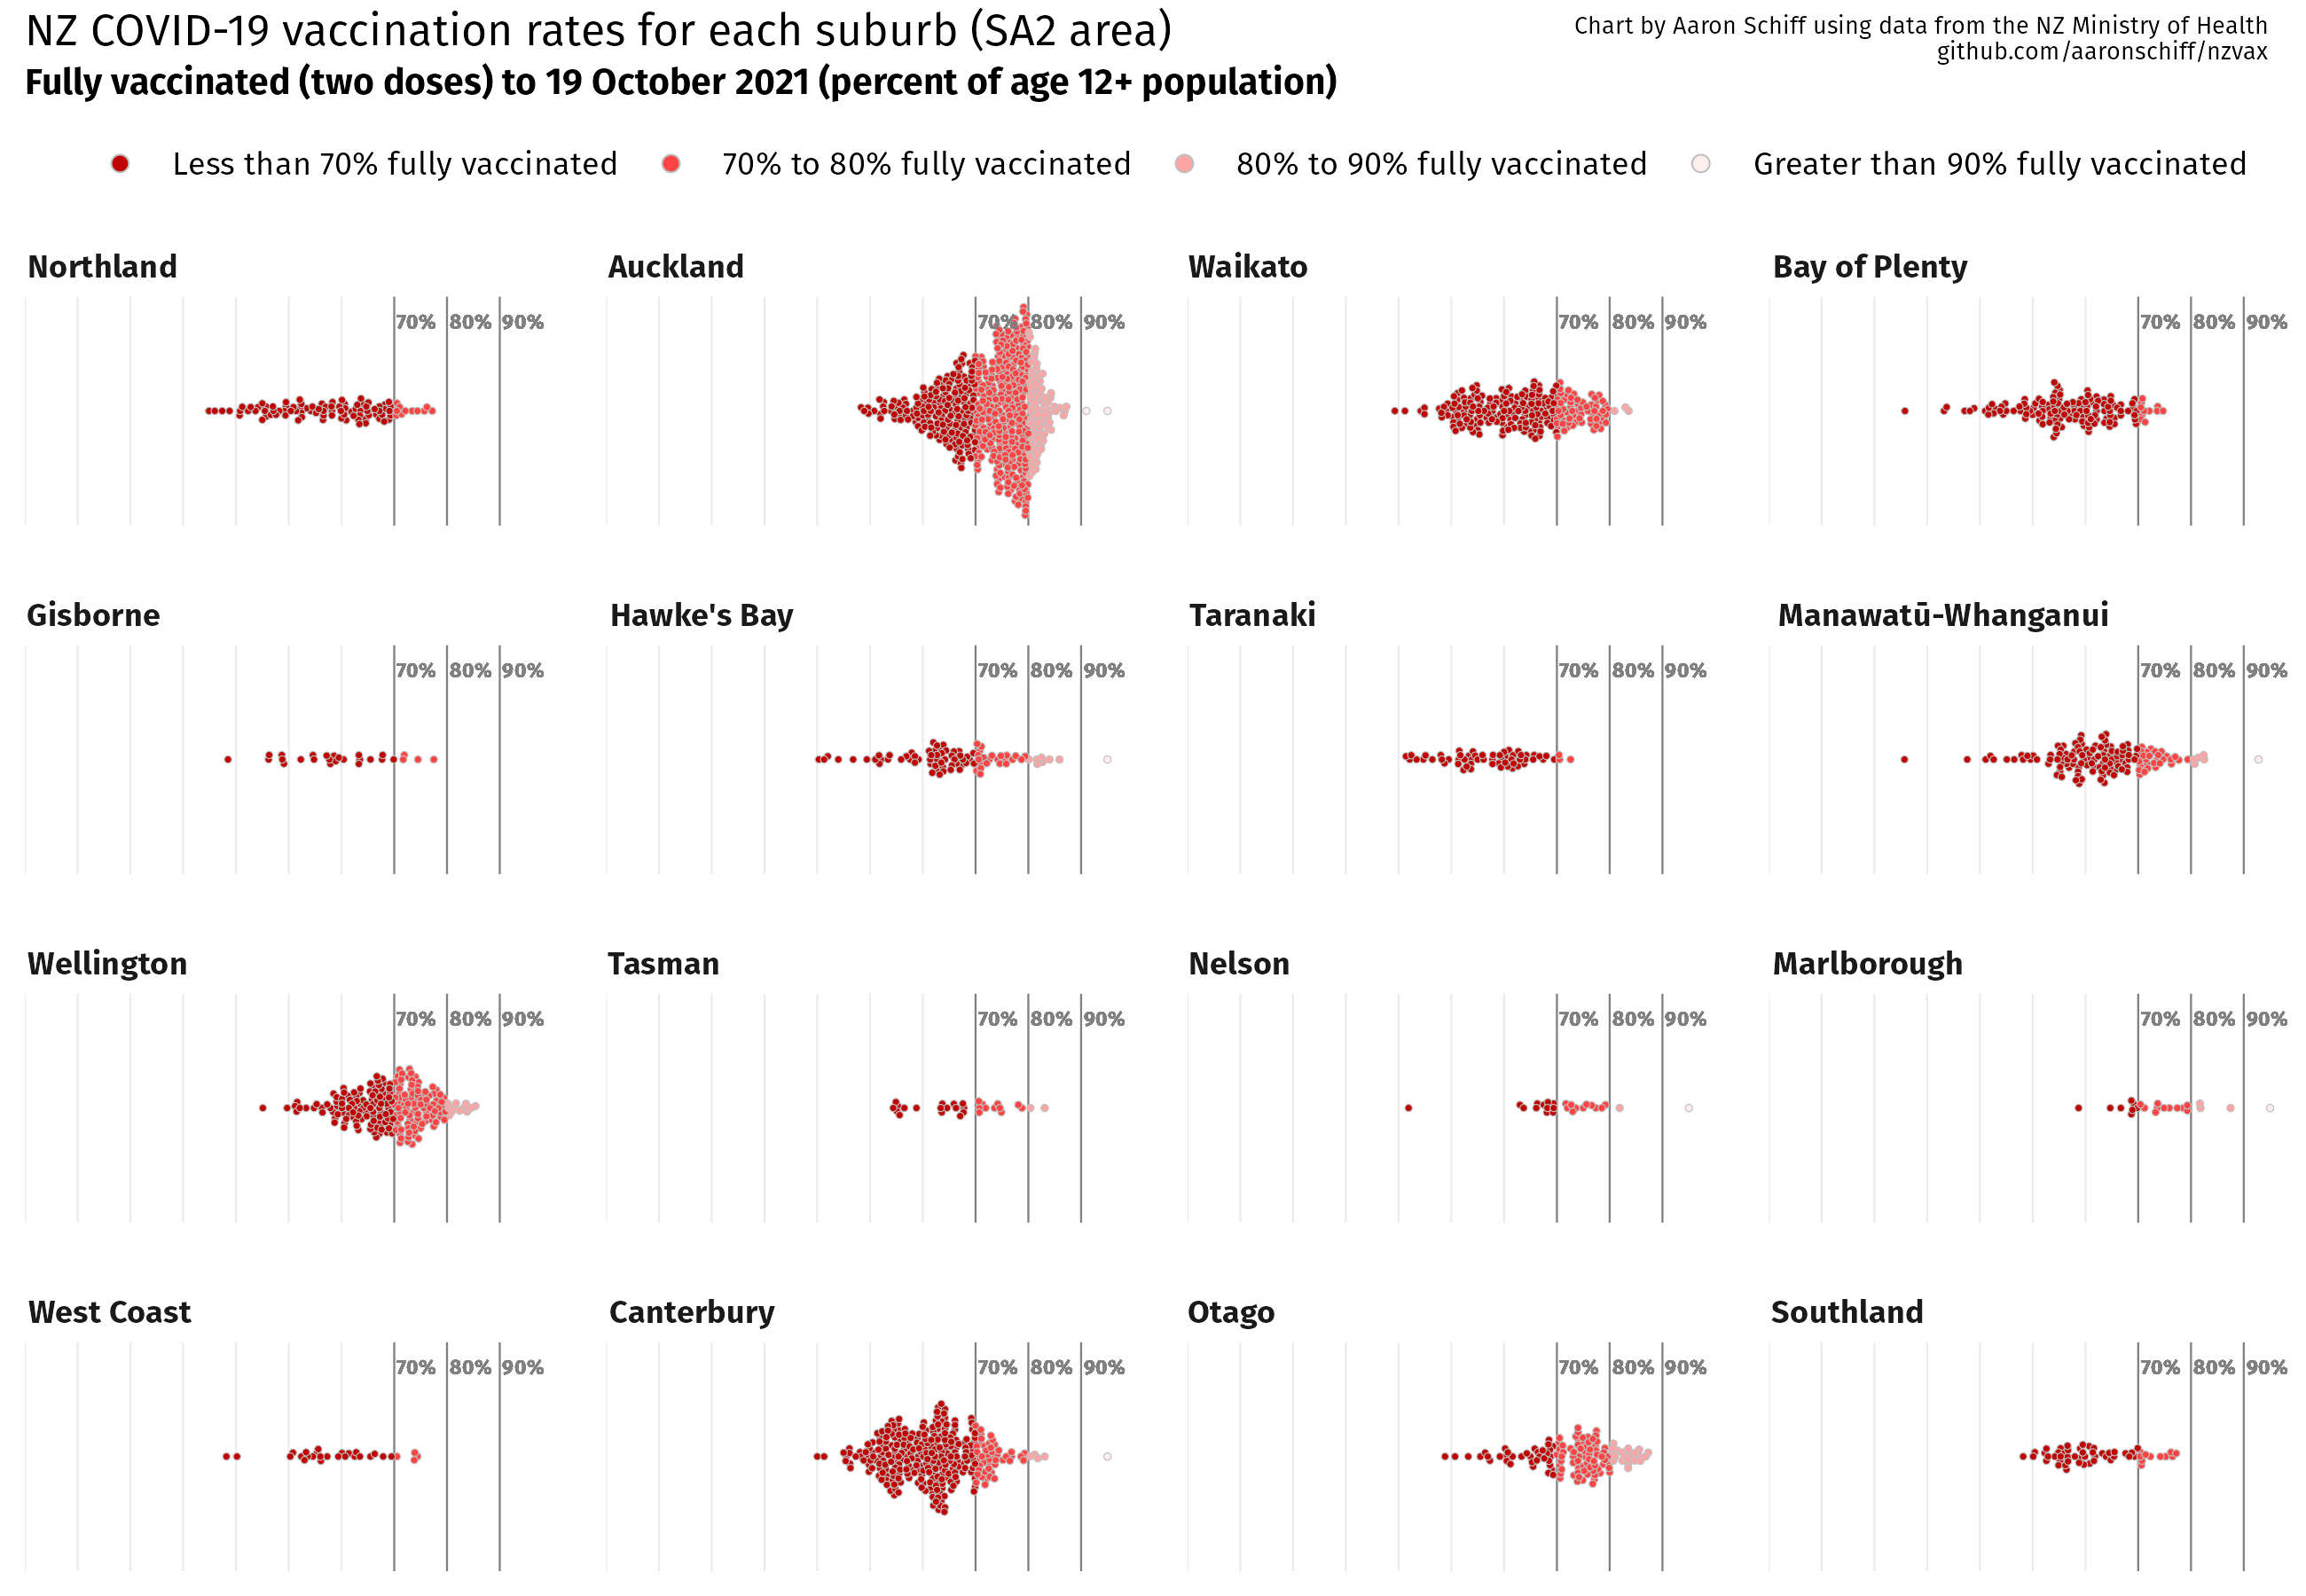 NZ COVID-19 vaccination rates for each suburb (SA2 area)
Fully vaccinated (two doses) to 19 October 2021 (percent of age 12+ population)
Chart by Aaron Schiff using data from the NZ Ministry of Health
github.com/aaronschiff/nzvax
Less than 70% fully vaccinated 70% to 80% fully vaccinated 80% to 90% fully vaccinated Greater than 90% fully vaccinated
Northland Auckland Waikato Bay of Plenty
70% 80% 90% 70% 80% 90% 70% 80% 90% 70% 80% 90%
Gisborne Hawke's Bay Taranaki Manawatū-Whanganui
70% 80% 90% 70% 80% 90% 70% 80% 90% 70% 80% 90%
Wellington Tasman Nelson Marlborough
70% 80% 90% 70% 80% 90% 70% 80% 90% 70% 80% 90%
West Coast Canterbury Otago Southland
70% 80% 90% 70% 80% 90% 70% 80% 90% 70% 80% 90%